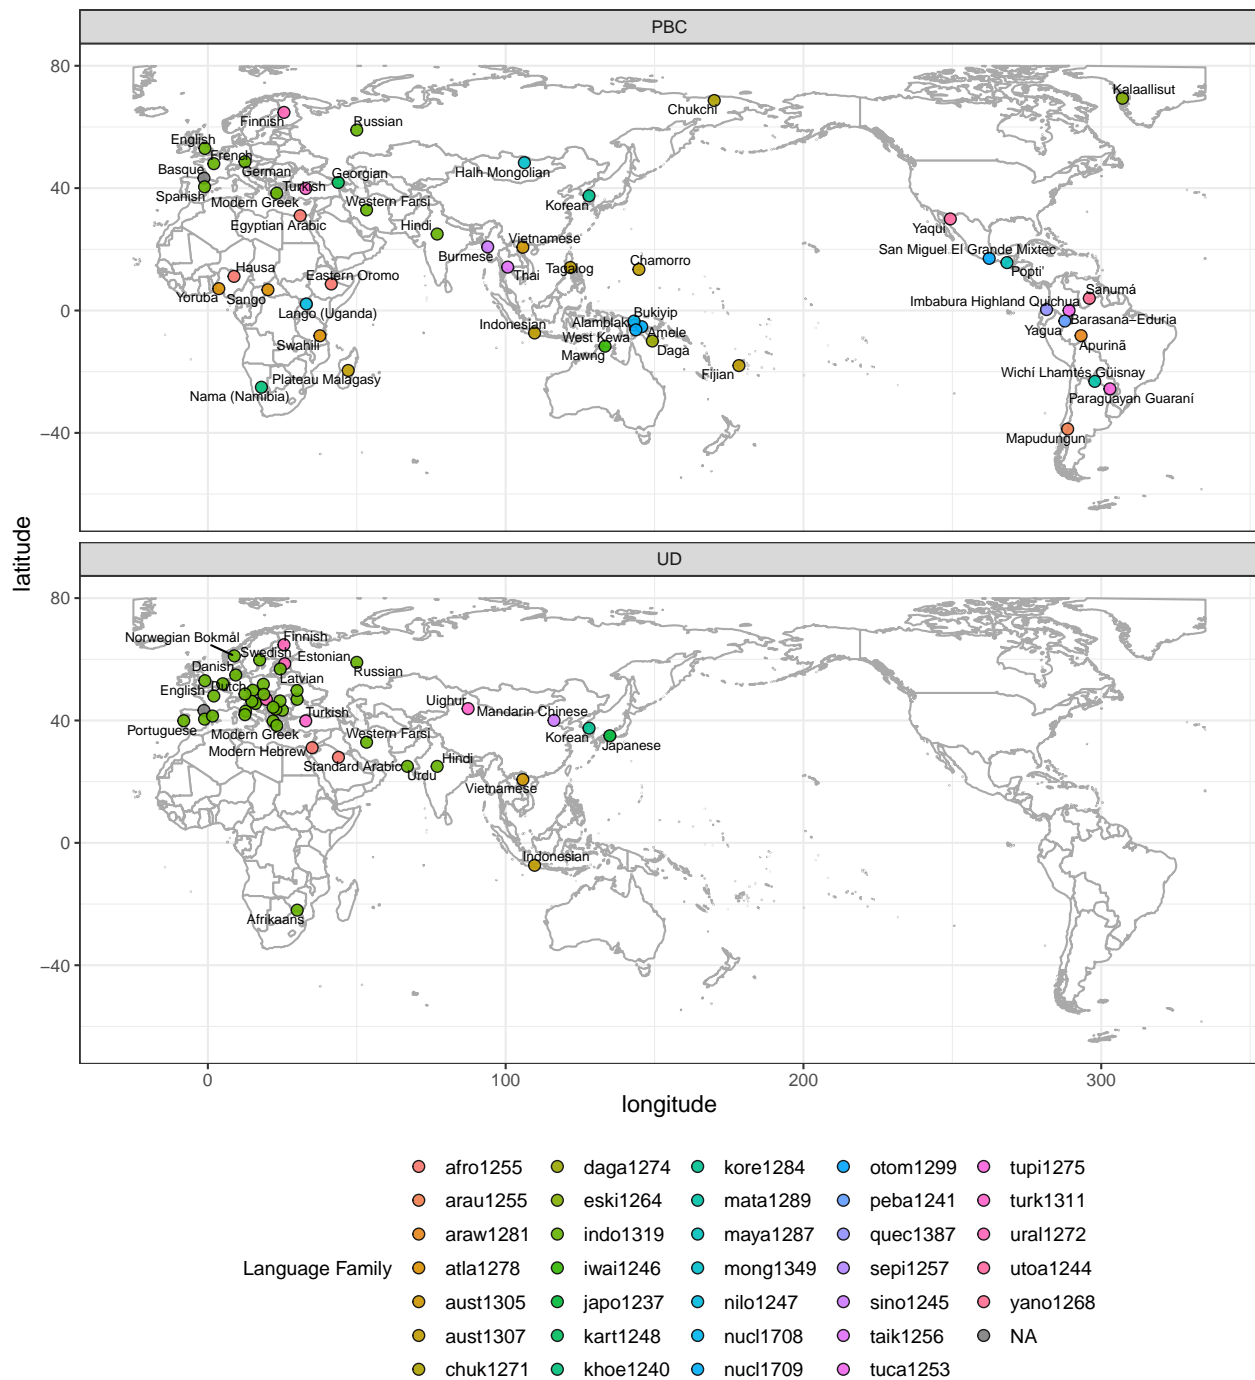 PBC
80
40
0
−40
Kalaallisut
Chukchi
Finnish
Russian
English
French
Basque
German
Georgian
Halh Mongolian
Spanish
Turkish
Modern Greek
Western Farsi
Korean
Egyptian Arabic
Hindi
Vietnamese
Yaqui
San Miguel El Grande Mixtec
Burmese
Chamorro
Hausa
Eastern Oromo
Thai
Tagalog
Popti'
Sanumá
Yoruba
Sango
Imbabura Highland Quichua
Lango (Uganda)
Bukiyip
Barasana−Eduria
Indonesian
Alamblak
Yagua
Amele
West Kewa
Swahili
Mawng
Daga
Apurinã
Fijian
Plateau Malagasy
Wichí Lhamtés Güisnay
Nama (Namibia)
Paraguayan Guaraní
Mapudungun
latitude
UD
80
40
0
−40
Norwegian Bokmål
Finnish
Swedish
Estonian
Danish
Russian
Latvian
English
Dutch
Uighur
Mandarin Chinese
Turkish
Portuguese
Modern Greek
Western Farsi
Korean
Japanese
Modern Hebrew
Hindi
Standard Arabic
Urdu
Vietnamese
Indonesian
Afrikaans
0
100
200
300
longitude
Language Family
afro1255
arau1255
araw1281
atla1278
aust1305
aust1307
chuk1271
daga1274
eski1264
indo1319
iwai1246
japo1237
kart1248
khoe1240
kore1284
mata1289
maya1287
mong1349
nilo1247
nucl1708
nucl1709
otom1299
peba1241
quec1387
sepi1257
sino1245
taik1256
tuca1253
tupi1275
turk1311
ural1272
utoa1244
yano1268
NA